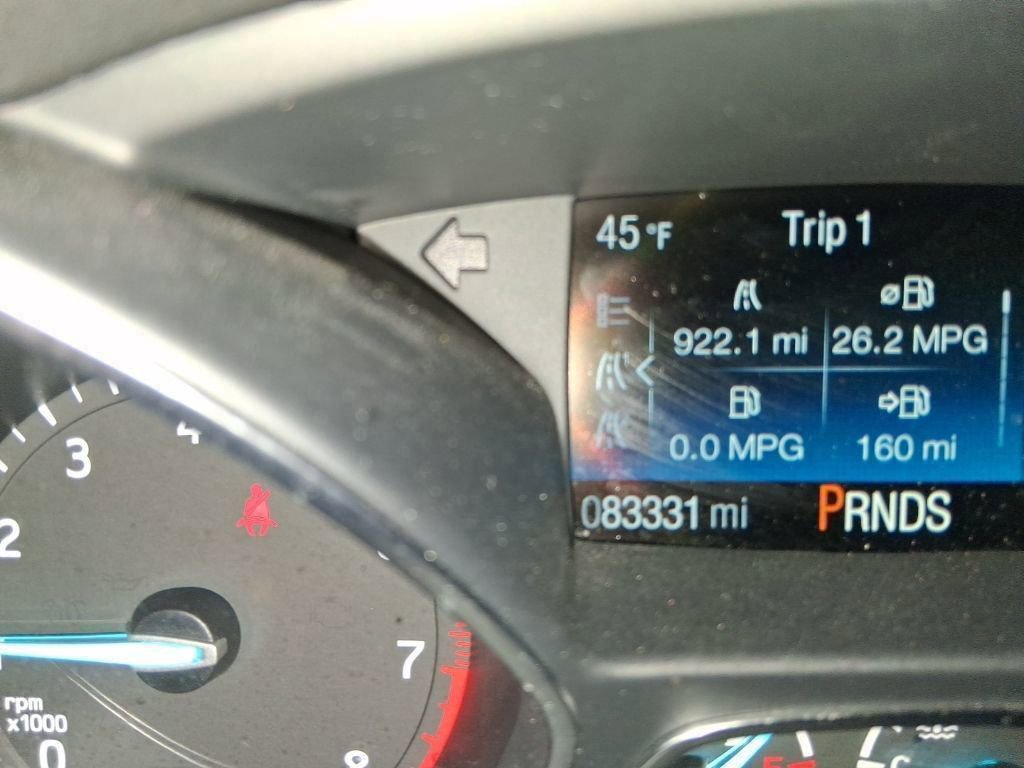 45 °F Trip 1
922.1 mi 26.2 MPG
0.0 MPG 160 mi
083331 mi PRNDS
4
3
2
7
rpm
x1000
0
8
E
C